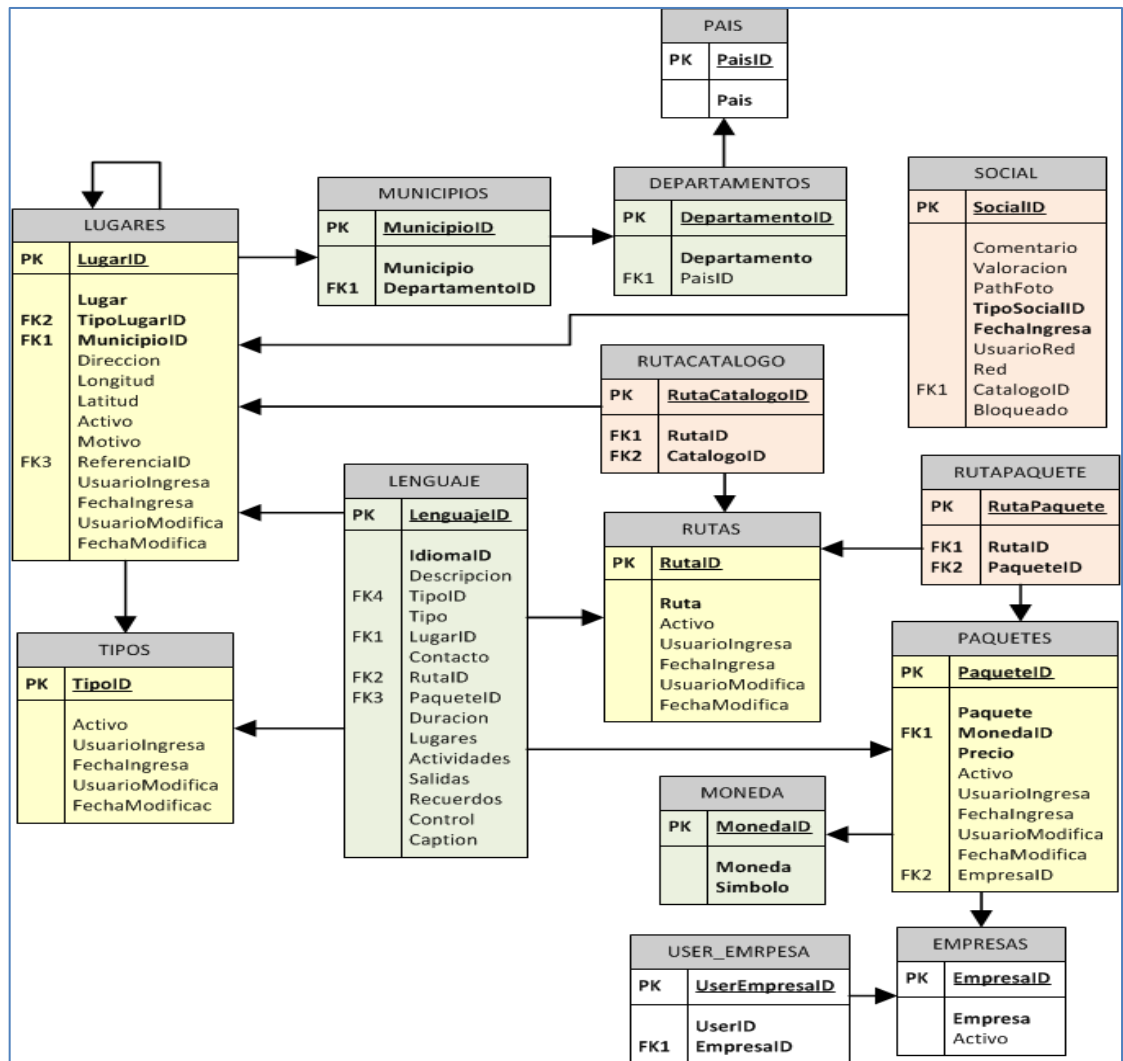 PAIS
PK PaisID
Pais
MUNICIPIOS
PK MunicipioID
Municipio
FK1 DepartamentoID
DEPARTAMENTOS
PK DepartamentoID
Departamento
FK1 PaisID
SOCIAL
PK SocialID
Comentario
Valoracion
PathFoto
TipoSocialID
FechaIngresa
UsuarioRed
Red
FK1 CatalogoID
Bloqueado
LUGARES
PK LugarID
Lugar
FK2 TipoLugarID
FK1 MunicipioID
Direccion
Longitud
Latitud
Activo
Motivo
FK3 ReferenciaID
UsuarioIngresa
FechaIngresa
UsuarioModifica
FechaModifica
RUTACATALOGO
PK RutaCatalogoID
FK1 RutaID
FK2 CatalogoID
LENGUAJE
PK LenguajeID
IdiomaID
Descripcion
FK4 TipoID
Tipo
FK1 LugarID
Contacto
FK2 RutaID
FK3 PaqueteID
Duracion
Lugares
Actividades
Salidas
Recuerdos
Control
Caption
RUTAS
PK RutaID
Ruta
Activo
UsuarioIngresa
FechaIngresa
UsuarioModifica
FechaModifica
RUTAPAQUETE
PK RutaPaquete
FK1 RutaID
FK2 PaqueteID
TIPOS
PK TipoID
Activo
UsuarioIngresa
FechaIngresa
UsuarioModifica
FechaModificac
PAQUETES
PK PaqueteID
Paquete
FK1 MonedaID
Precio
Activo
UsuarioIngresa
FechaIngresa
UsuarioModifica
FechaModifica
FK2 EmpresaID
MONEDA
PK MonedaID
Moneda
Simbolo
USER_EMRPESA
PK UserEmpresaID
UserID
FK1 EmpresaID
EMPRESAS
PK EmpresaID
Empresa
Activo